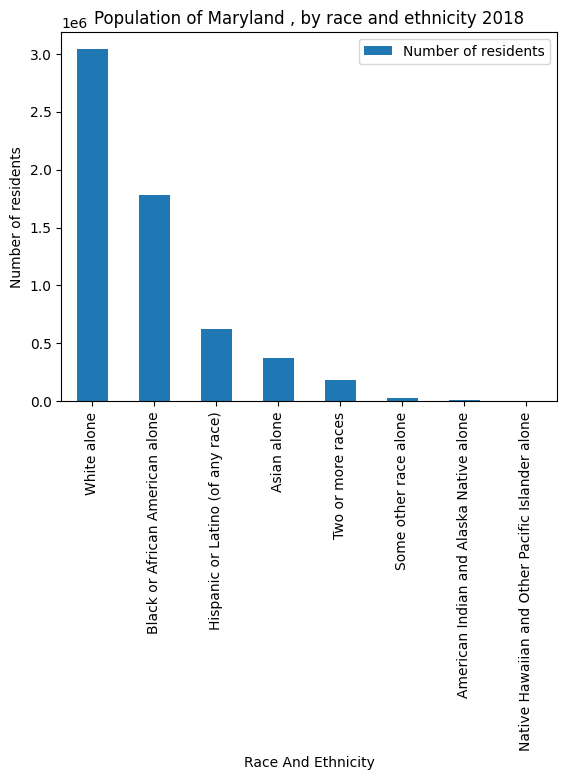 Population of Maryland , by race and ethnicity 2018
1e6
Number of residents
3.0
2.5
2.0
1.5
1.0
0.5
0.0
Number of residents
White alone
Black or African American alone
Hispanic or Latino (of any race)
Asian alone
Two or more races
Some other race alone
American Indian and Alaska Native alone
Native Hawaiian and Other Pacific Islander alone
Race And Ethnicity